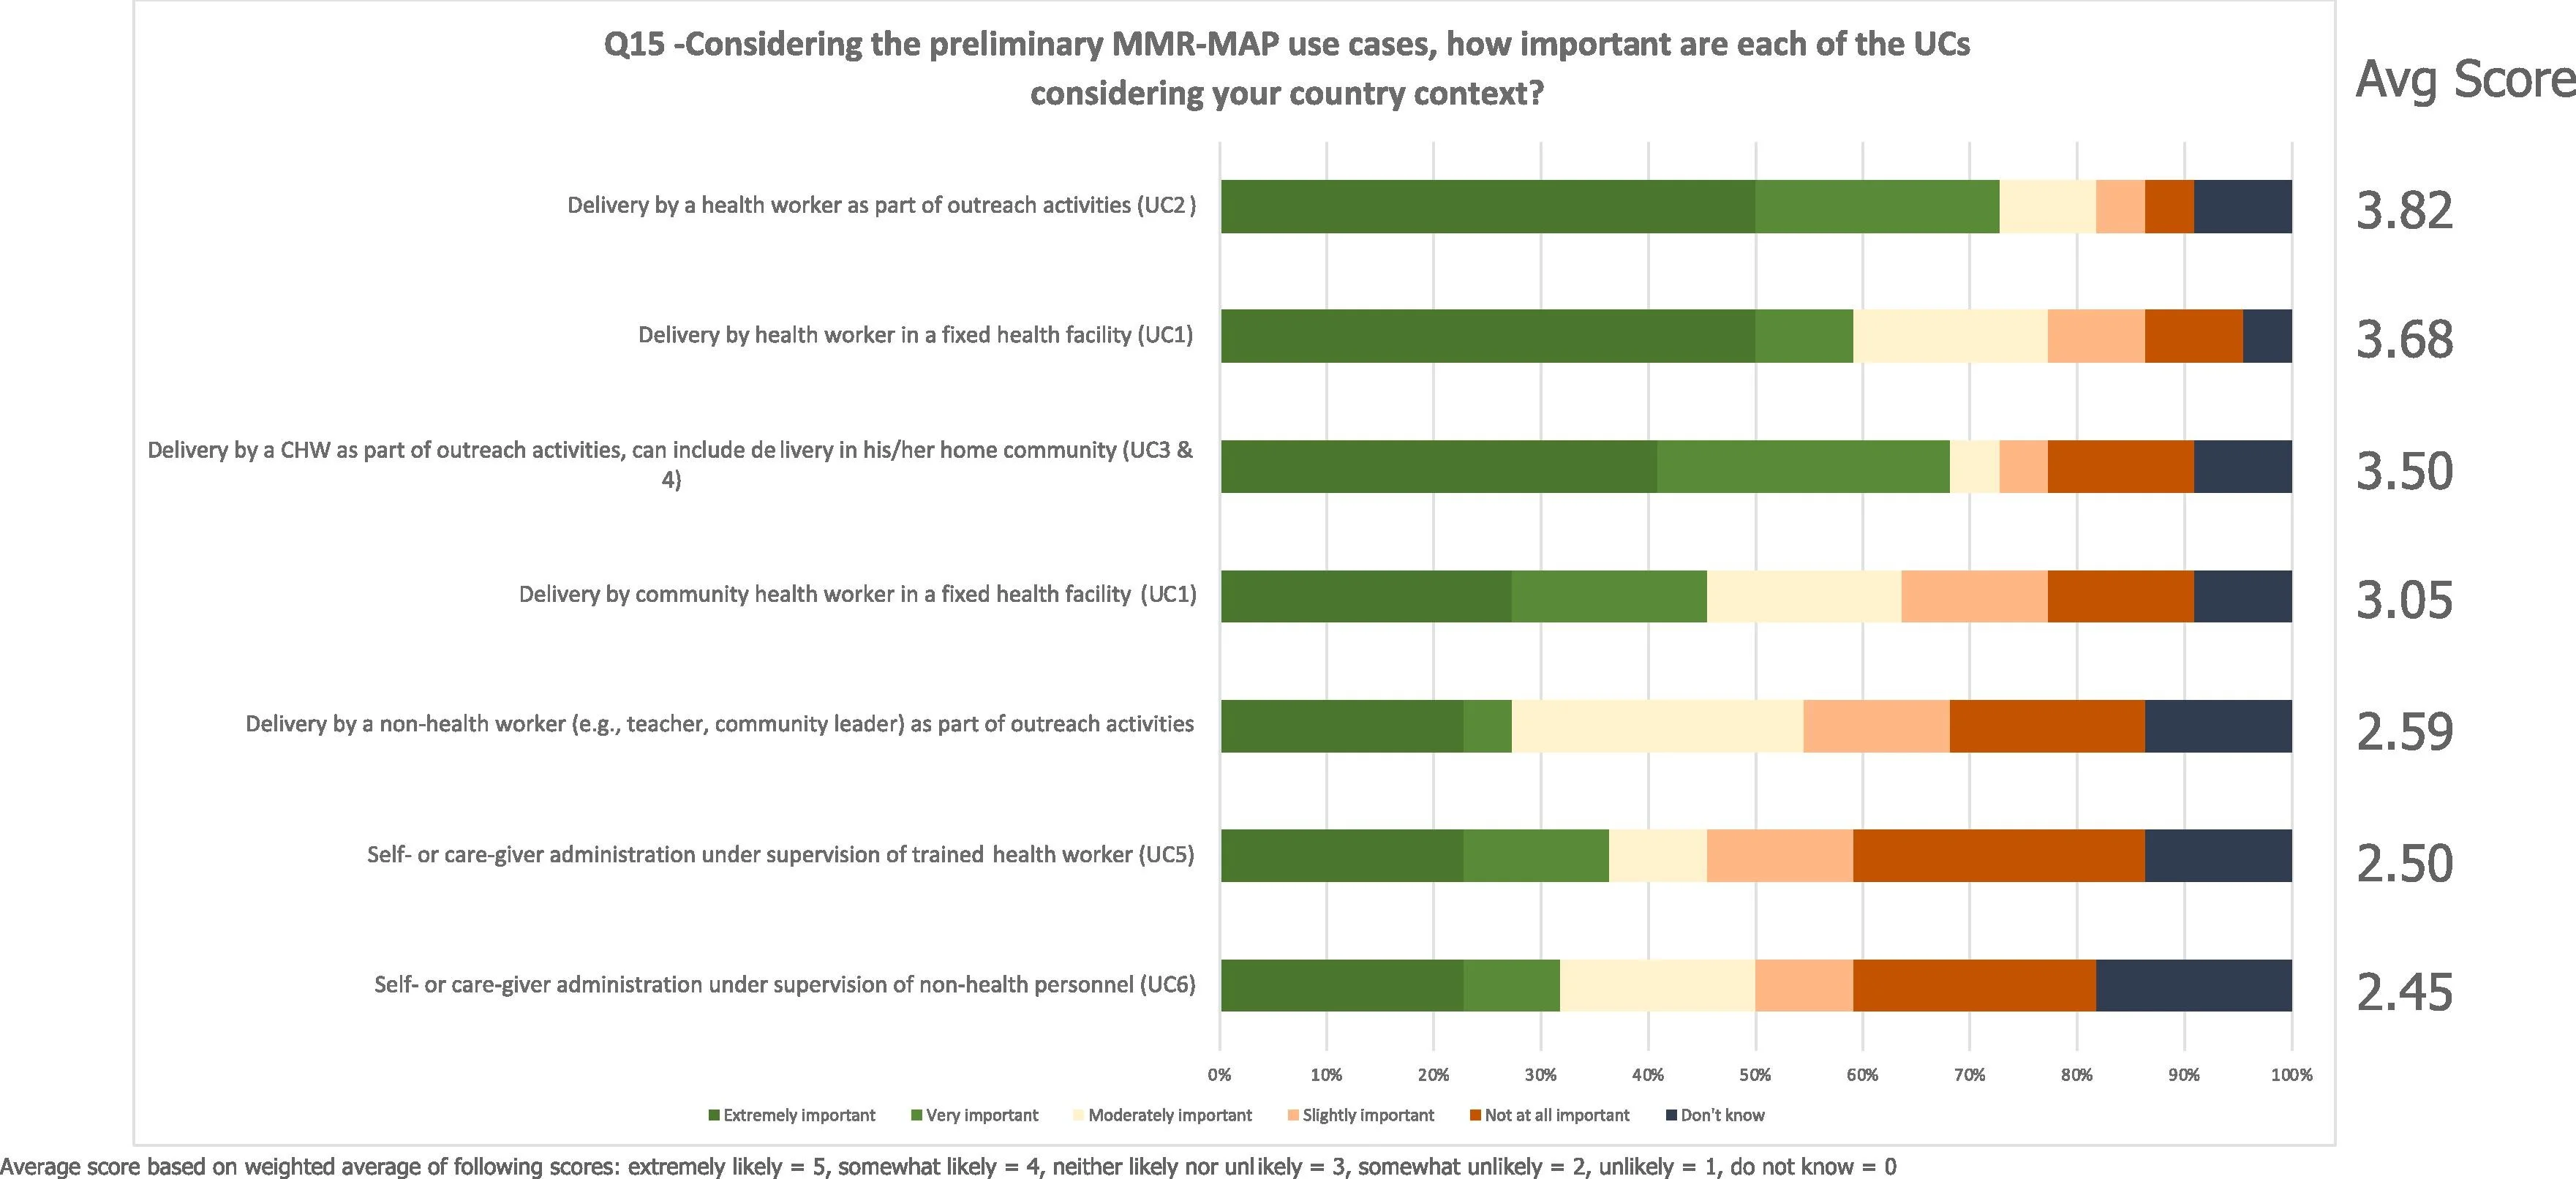 Q15 -Considering the preliminary MMR-MAP use cases, how important are each of the UCs
considering your country context?
Avg Score
Delivery by a health worker as part of outreach activities (UC2)
3.82
Delivery by health worker in a fixed health facility (UC1)
3.68
Delivery by a CHW as part of outreach activities, can include delivery in his/her home community (UC3 &
4)
3.50
Delivery by community health worker in a fixed health facility (UC1)
3.05
Delivery by a non-health worker (e.g., teacher, community leader) as part of outreach activities
2.59
Self- or care-giver administration under supervision of trained health worker (UC5)
2.50
Self- or care-giver administration under supervision of non-health personnel (UC6)
2.45
0% 10% 20% 30% 40% 50% 60% 70% 80% 90% 100%
Extremely important Very important Moderately important Slightly important Not at all important Don't know
Average score based on weighted average of following scores: extremely likely = 5, somewhat likely = 4, neither likely nor unlikely = 3, somewhat unlikely = 2, unlikely = 1, do not know = 0